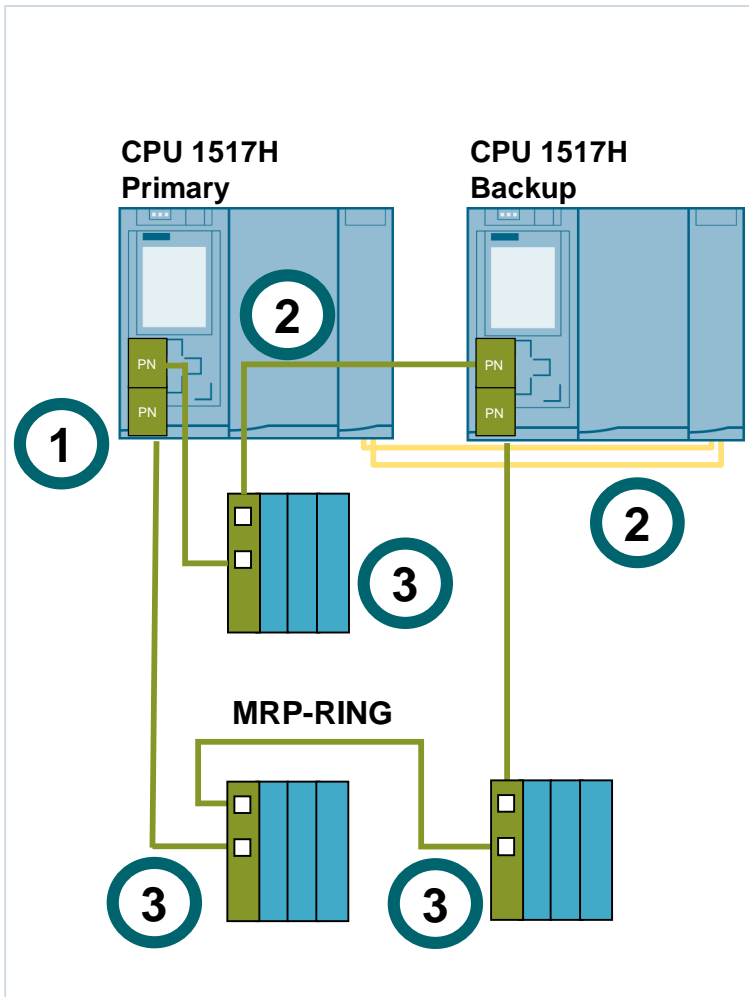 CPU 1517H
Primary
CPU 1517H
Backup
2
PN
PN
PN
PN
1
2
3
MRP-RING
3
3